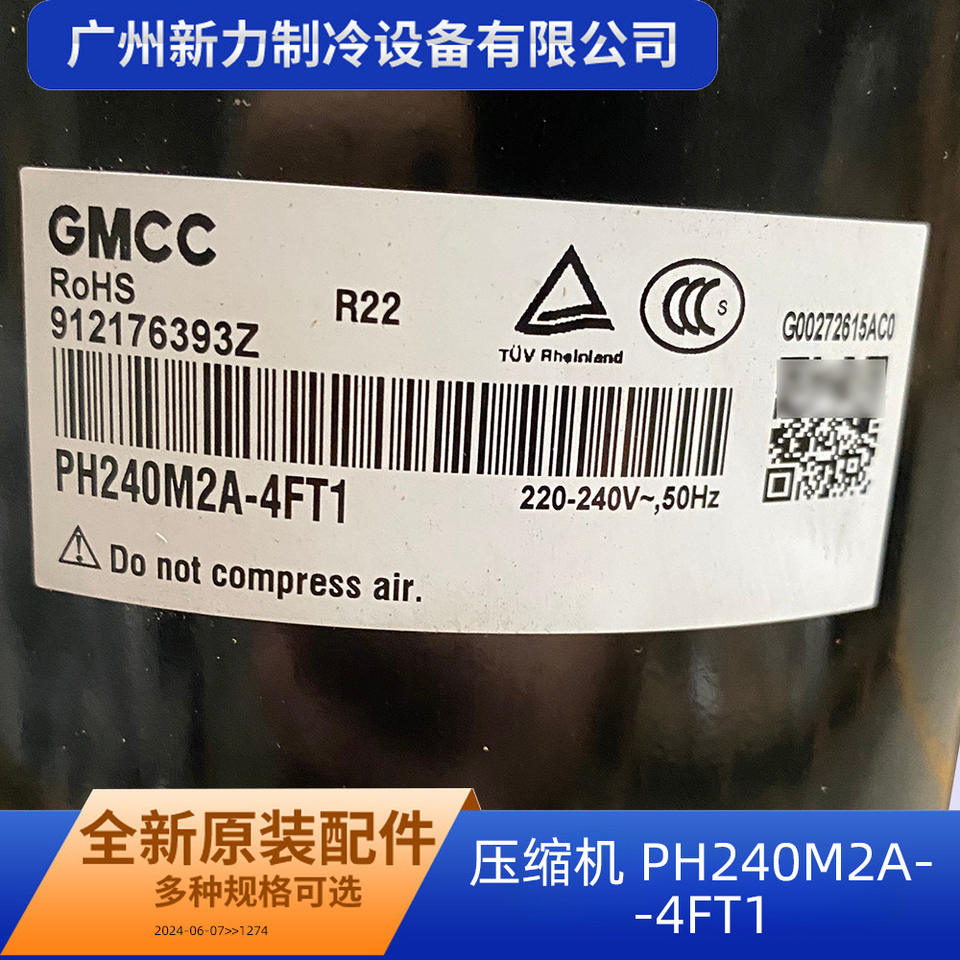 广州新力制冷设备有限公司
GMCC
RoHS
R22
912176393Z
TÜV Rheinland
CCC S
G00272615AC0
PH240M2A-4FT1
220-240V~,50Hz
Do not compress air.
全新原装配件
多种规格可选
2024-06-07>>1274
压缩机 PH240M2A-
-4FT1